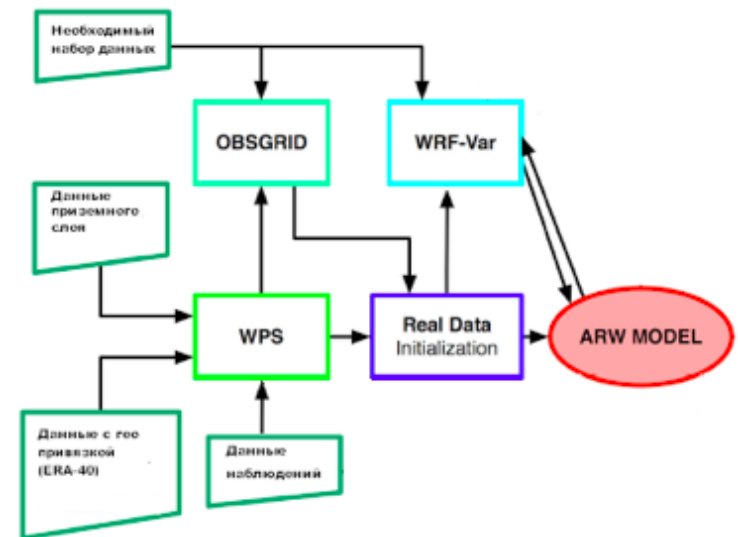 Необходимый
набор данных
OBSGRID
WRF-Var
Данные
приземного
слоя
WPS
Real Data
Initialization
ARW MODEL
Данные с гео
привязкой
(ERA-40)
Данные
наблюдений